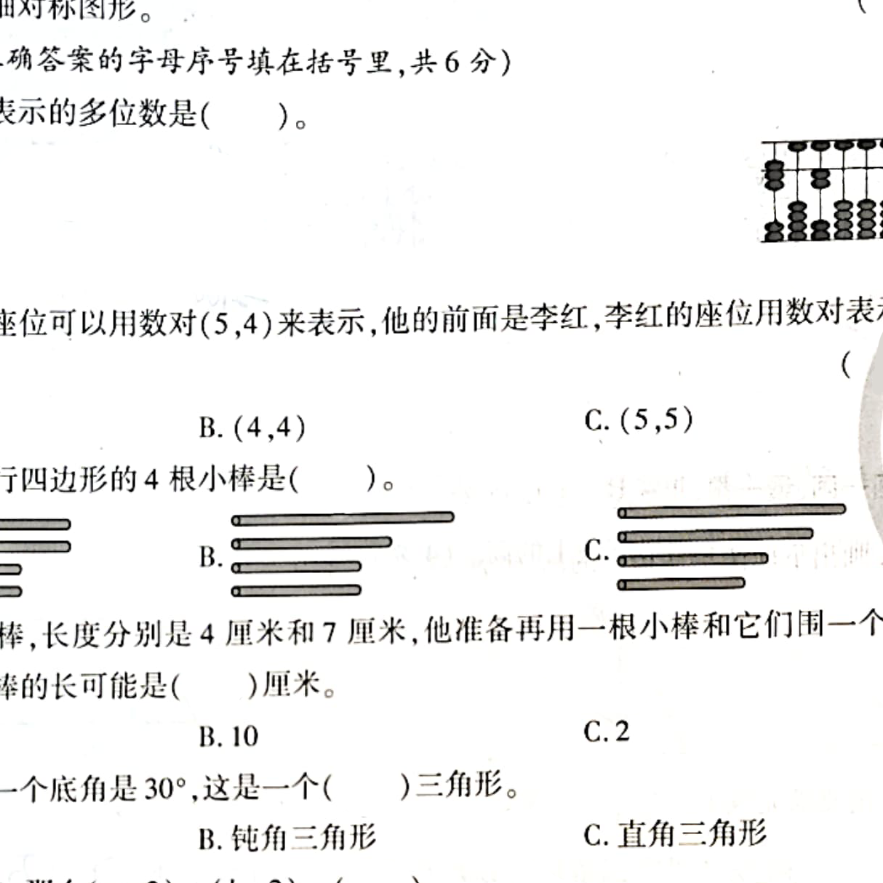 轴对称图形。 (
确答案的字母序号填在括号里,共6分)
表示的多位数是( )。
座位可以用数对(5,4)来表示,他的前面是李红,李红的座位用数对表示
(
B. (4,4) C. (5,5)
行四边形的4根小棒是( )。
B. C.
棒,长度分别是4厘米和7厘米,他准备再用一根小棒和它们围一个
棒的长可能是( )厘米。
B. 10 C. 2
一个底角是30°,这是一个( )三角形。
B. 钝角三角形 C. 直角三角形